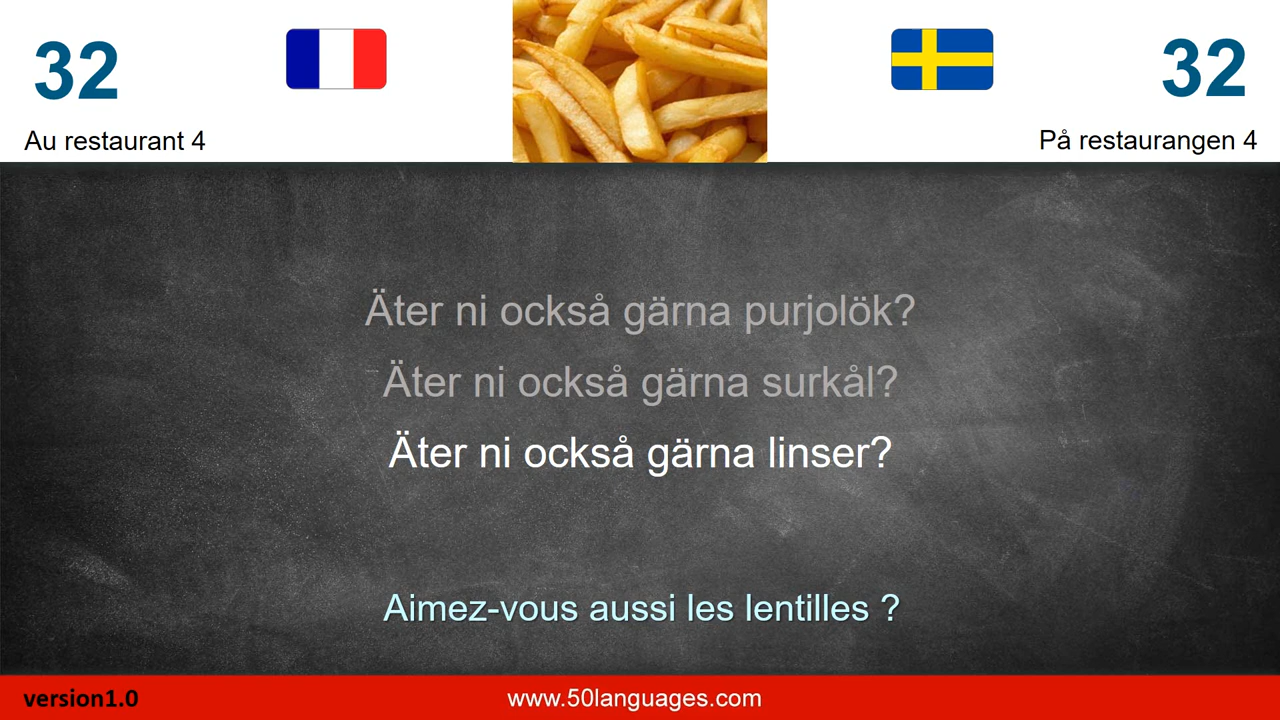 32
32
Au restaurant 4
På restaurangen 4
Äter ni också gärna purjolök?
Äter ni också gärna surkål?
Äter ni också gärna linser?
Aimez-vous aussi les lentilles ?
version1.0
www.50languages.com